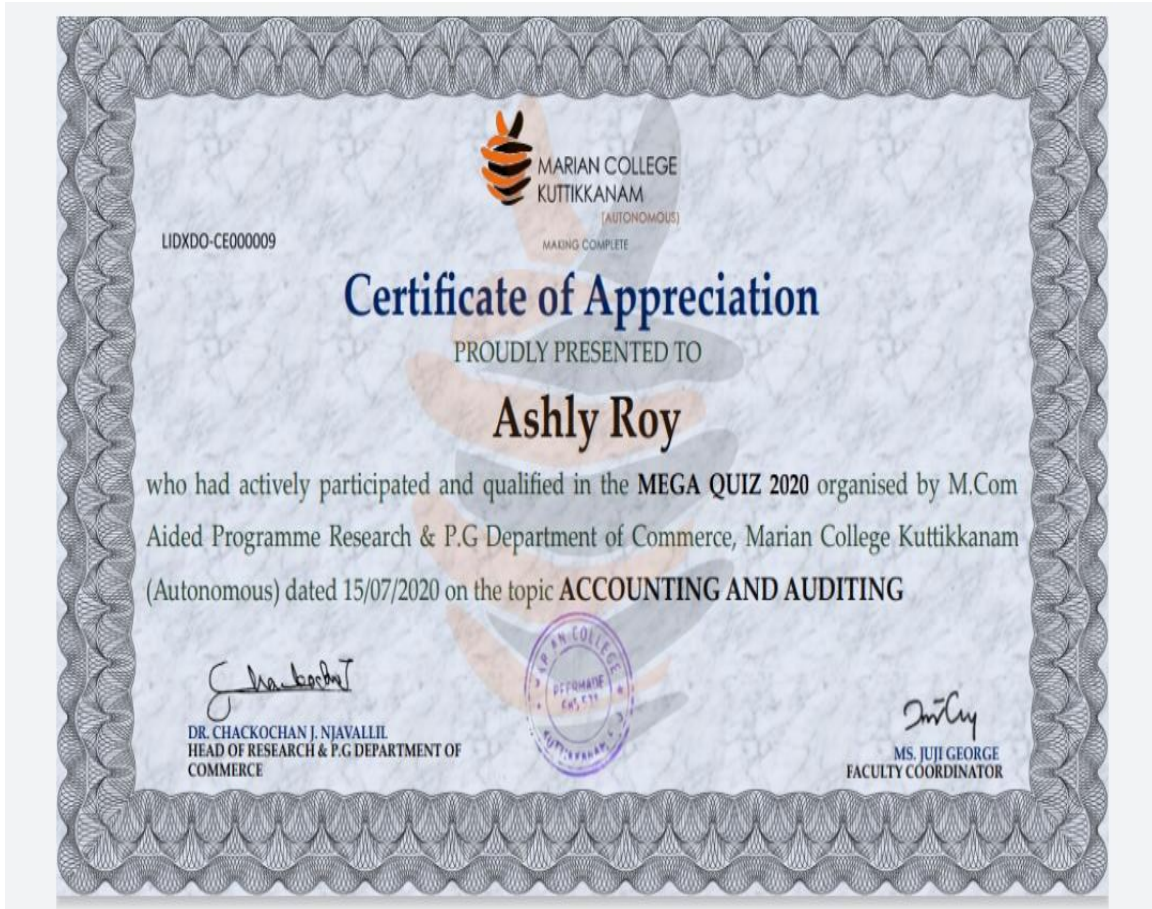 MARIAN COLLEGE
KUTTIKKANAM
[AUTONOMOUS]
MAKING COMPLETE
LIDXDO-CE000009
Certificate of Appreciation
PROUDLY PRESENTED TO
Ashly Roy
who had actively participated and qualified in the MEGA QUIZ 2020 organised by M.Com
Aided Programme Research & P.G Department of Commerce, Marian College Kuttikkanam
(Autonomous) dated 15/07/2020 on the topic ACCOUNTING AND AUDITING
COLLEGE
DR. CHACKOCHAN J. NJAVALLIL
HEAD OF RESEARCH & P.G DEPARTMENT OF
COMMERCE
MS. JUJI GEORGE
FACULTY COORDINATOR